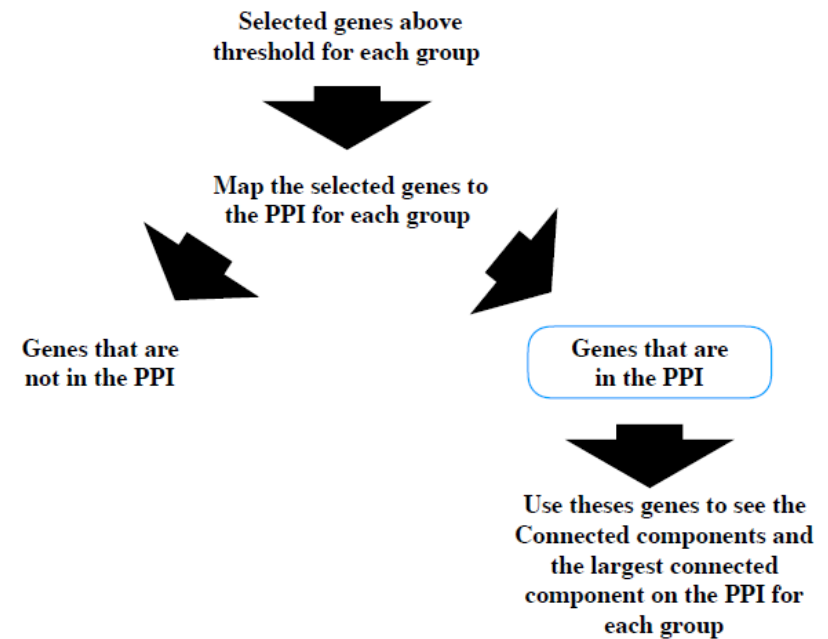 Selected genes above
threshold for each group
Map the selected genes to
the PPI for each group
Genes that are
not in the PPI
Genes that are
in the PPI
Use theses genes to see the
Connected components and
the largest connected
component on the PPI for
each group